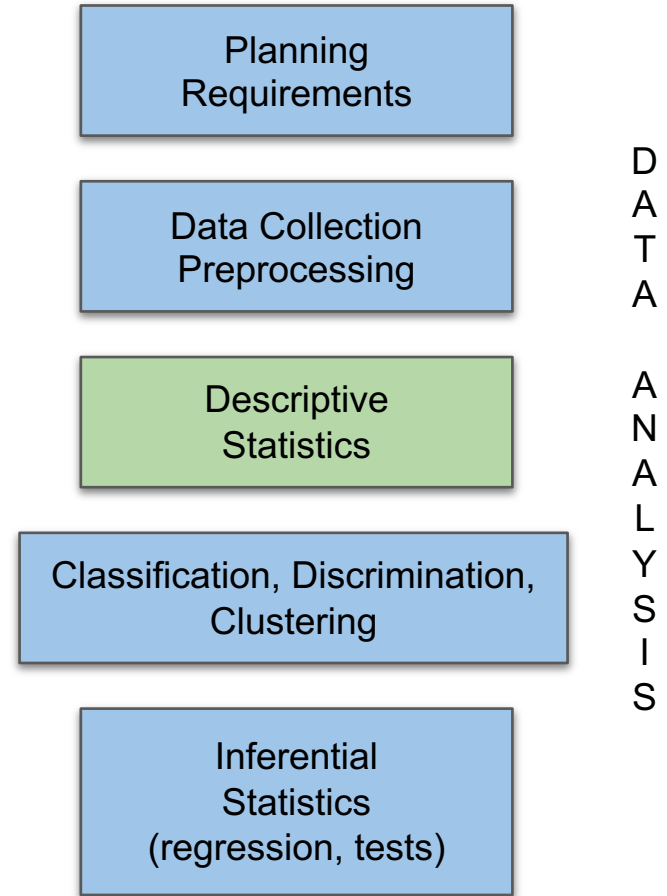 Planning
Requirements
Data Collection
Preprocessing
Descriptive
Statistics
Classification, Discrimination,
Clustering
Inferential
Statistics
(regression, tests)
D
A
T
A
A
N
A
L
Y
S
I
S